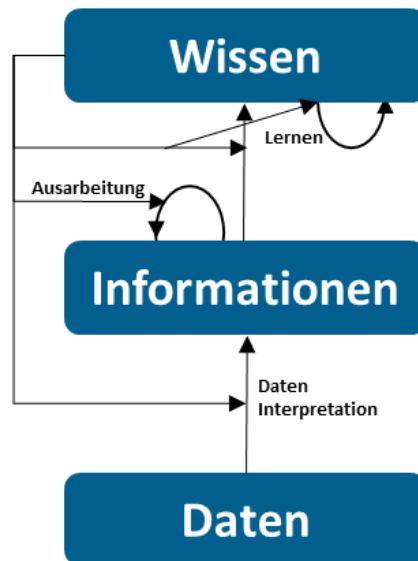 Wissen
Lernen
Ausarbeitung
Informationen
Daten
Interpretation
Daten